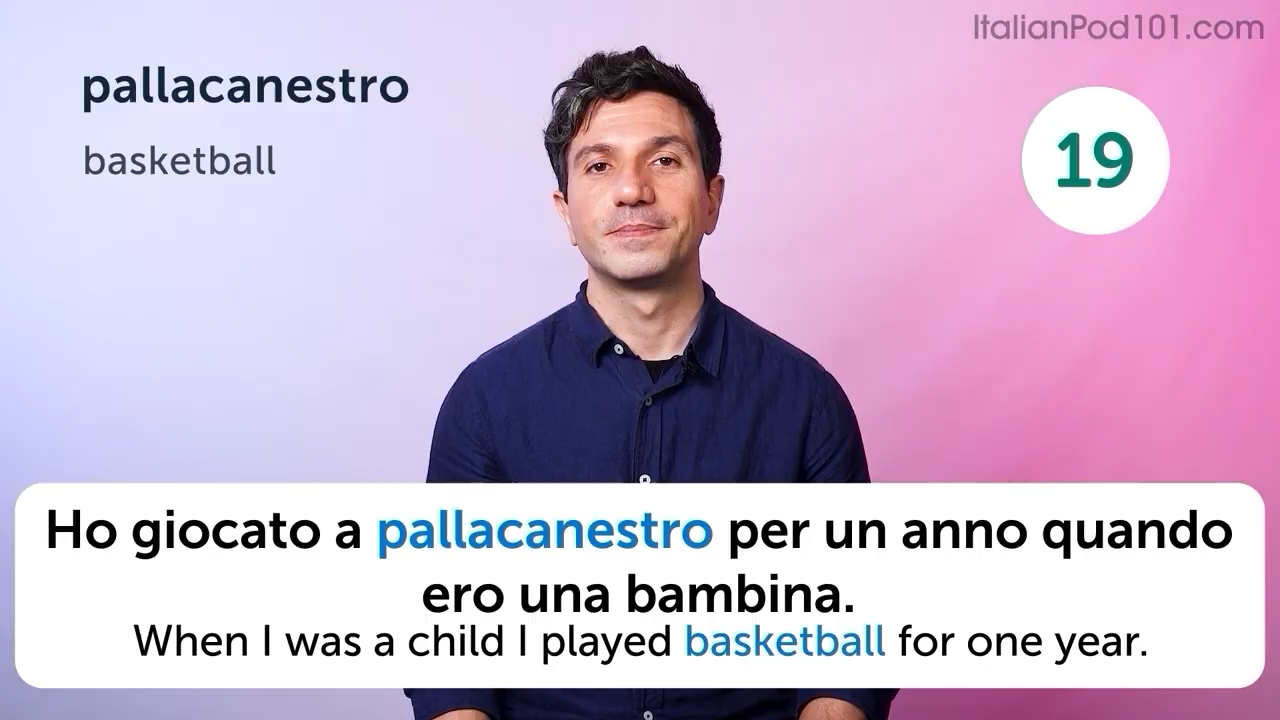 ItalianPod101.com
pallacanestro
basketball
19
Ho giocato a pallacanestro per un anno quando
ero una bambina.
When I was a child I played basketball for one year.